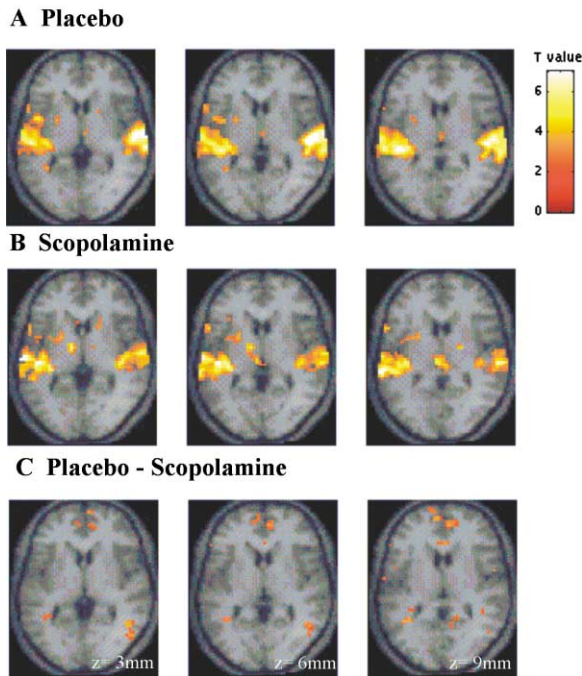 A Placebo
T value
6
4
2
0
B Scopolamine
C Placebo - Scopolamine
z= 3mm
z= 6mm
z= 9mm